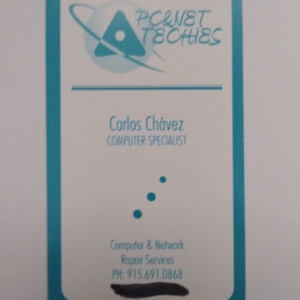 PC&NET
TECHIES
Carlos Chávez
COMPUTER SPECIALIST
Computer & Network
Repair Services
PH: 915.691.0868